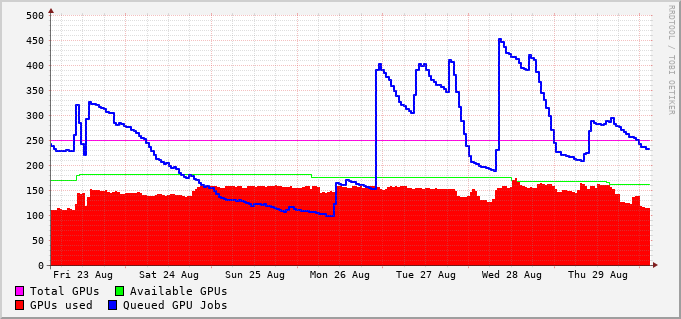 500
450
400
350
300
250
200
150
100
50
0
Fri 23 Aug Sat 24 Aug Sun 25 Aug Mon 26 Aug Tue 27 Aug Wed 28 Aug Thu 29 Aug
Total GPUs Available GPUs
GPUs used Queued GPU Jobs
RRDTOOL / TOBI OETIKER